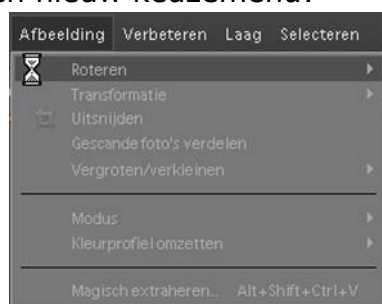 nieuw keuzemenu.
Afbeelding Verbeteren Laag Selecteren
Roteren
Transformatie
Uitsnijden
Gescande foto's verdelen
Vergroten/verkleinen
Modus
Kleurprofiel omzetten
Magisch extraheren... Alt+Shift+Ctrl+V